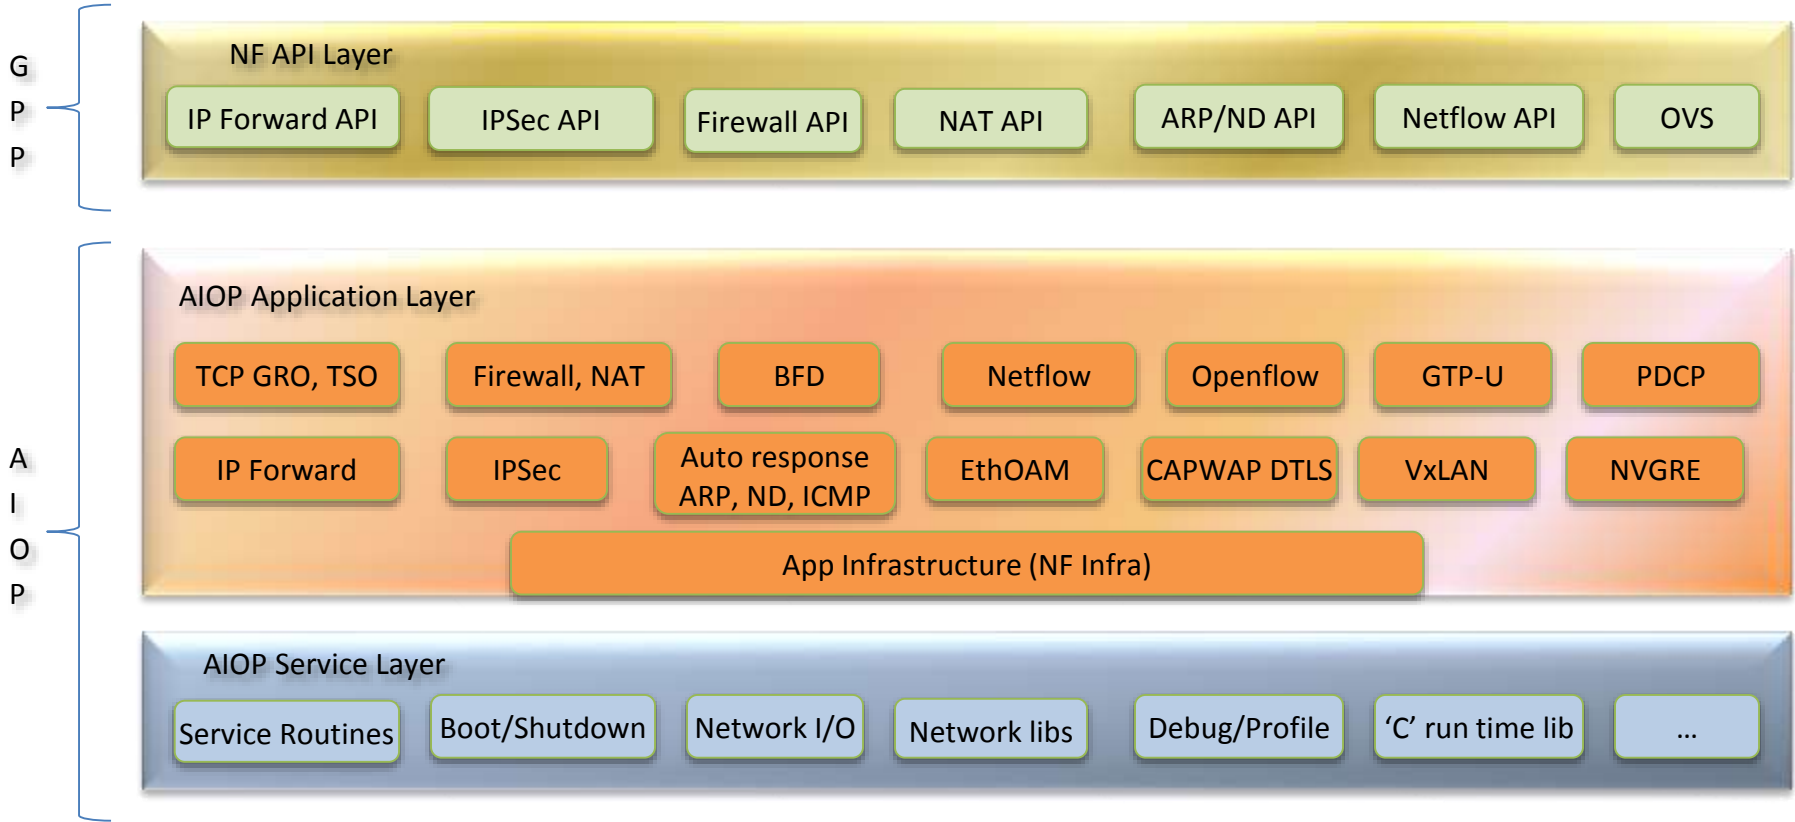 G
P
P
NF API Layer
IP Forward API
IPSec API
Firewall API
NAT API
ARP/ND API
Netflow API
OVS
A
I
O
P
AIOP Application Layer
TCP GRO, TSO
Firewall, NAT
BFD
Netflow
Openflow
GTP-U
PDCP
IP Forward
IPSec
Auto response
ARP, ND, ICMP
EthOAM
CAPWAP DTLS
VxLAN
NVGRE
App Infrastructure (NF Infra)
AIOP Service Layer
Service Routines
Boot/Shutdown
Network I/O
Network libs
Debug/Profile
‘C’ run time lib
...